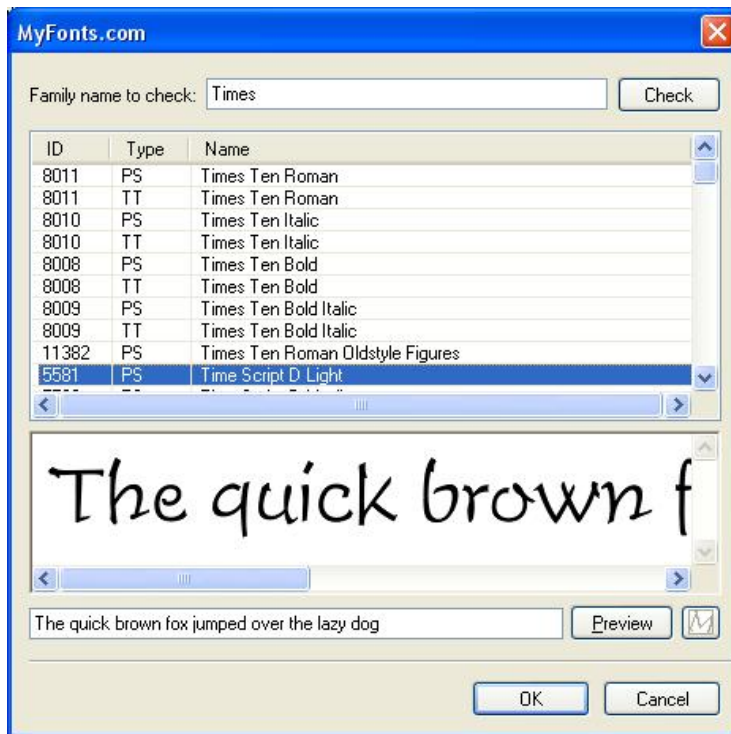 MyFonts.com
Family name to check: Times Check
ID Type Name
8011 PS Times Ten Roman
8011 TT Times Ten Roman
8010 PS Times Ten Italic
8010 TT Times Ten Italic
8008 PS Times Ten Bold
8008 TT Times Ten Bold
8009 PS Times Ten Bold Italic
8009 TT Times Ten Bold Italic
11382 PS Times Ten Roman Oldstyle Figures
5581 PS Time Script D Light
The quick brown f
The quick brown fox jumped over the lazy dog Preview
OK Cancel